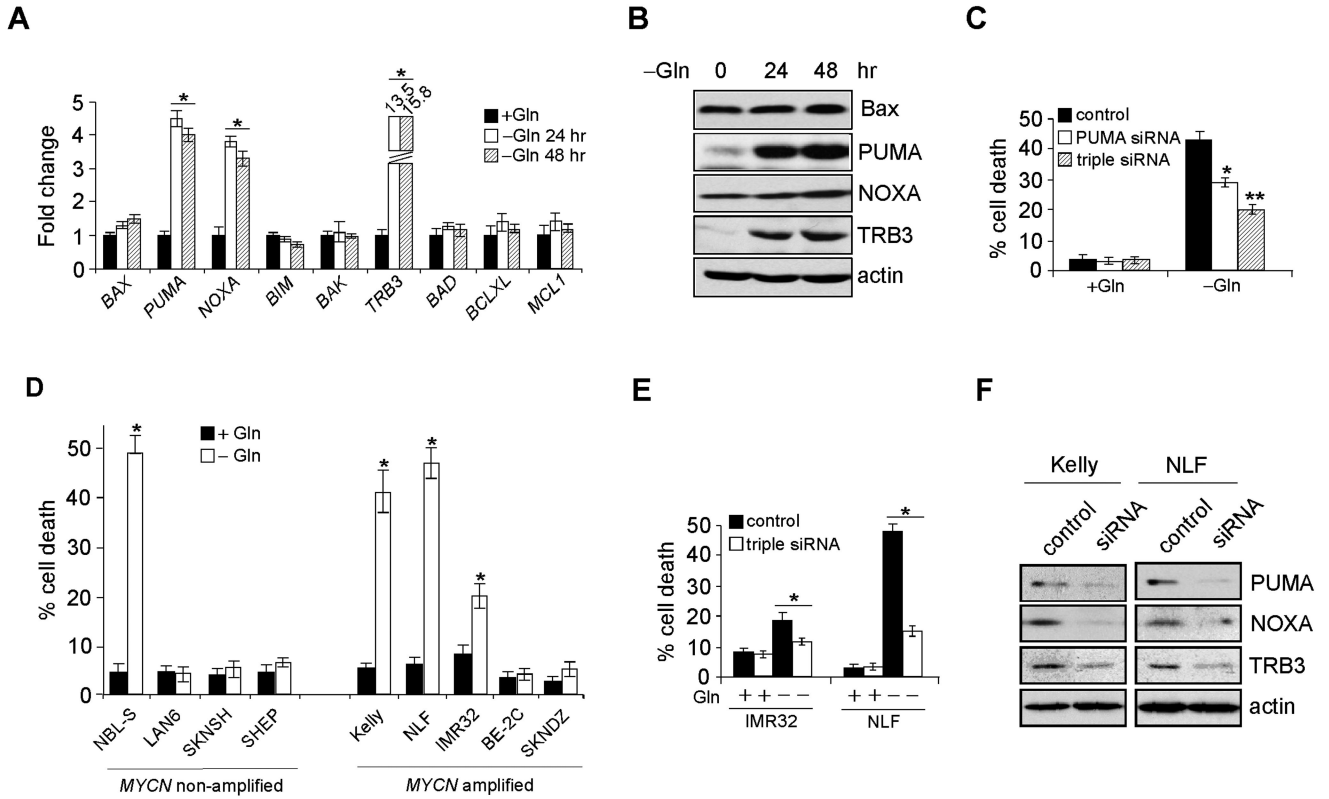 A
Fold change
5
4
3
2
1
0
*
*
*
13.5
15.8
+Gln
−Gln 24 hr
−Gln 48 hr
BAX PUMA NOXA BIM BAK TRB3 BAD BCLXL MCL1
B
−Gln 0 24 48 hr
Bax
PUMA
NOXA
TRB3
actin
C
% cell death
50
40
30
20
10
0
control
PUMA siRNA
triple siRNA
*
**
+Gln −Gln
D
% cell death
50
40
30
20
10
0
+ Gln
− Gln
*
*
*
*
NBL-S LAN6 SKNSH SHEP Kelly NLF IMR32 BE-2C SKNDZ
MYCN non-amplified MYCN amplified
E
% cell death
50
40
30
20
10
0
control
triple siRNA
*
*
Gln + + − − + + − −
IMR32 NLF
F
Kelly NLF
control siRNA control siRNA
PUMA
NOXA
TRB3
actin